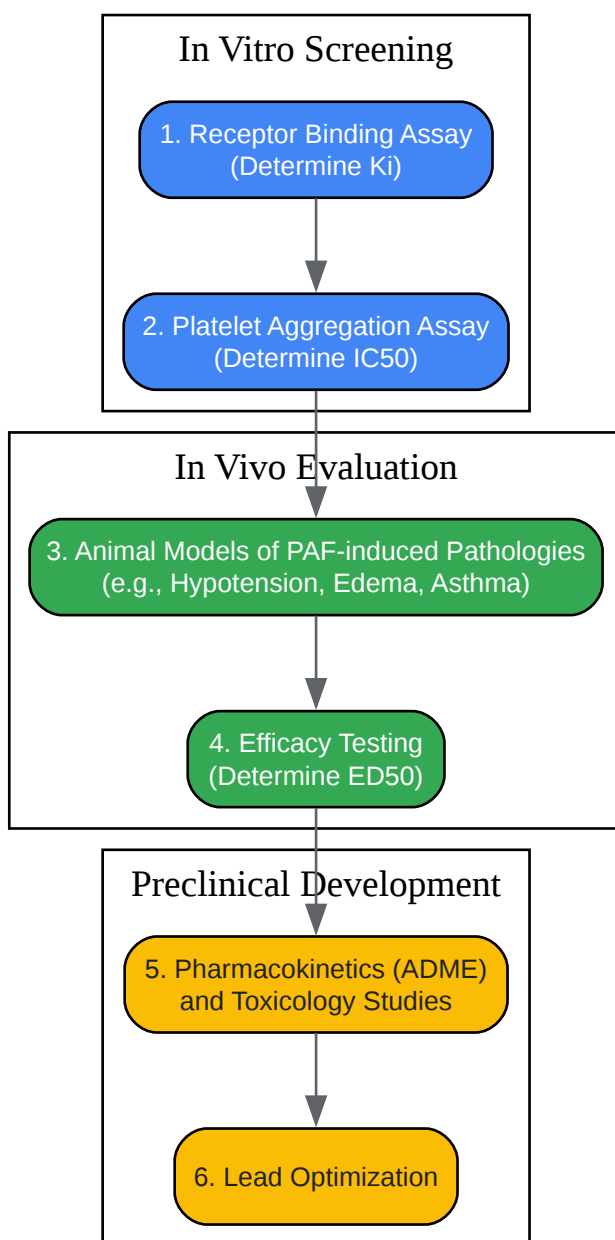 In Vitro Screening
1. Receptor Binding Assay
(Determine Ki)
2. Platelet Aggregation Assay
(Determine IC50)
In Vivo Evaluation
3. Animal Models of PAF-induced Pathologies
(e.g., Hypotension, Edema, Asthma)
4. Efficacy Testing
(Determine ED50)
Preclinical Development
5. Pharmacokinetics (ADME)
and Toxicology Studies
6. Lead Optimization